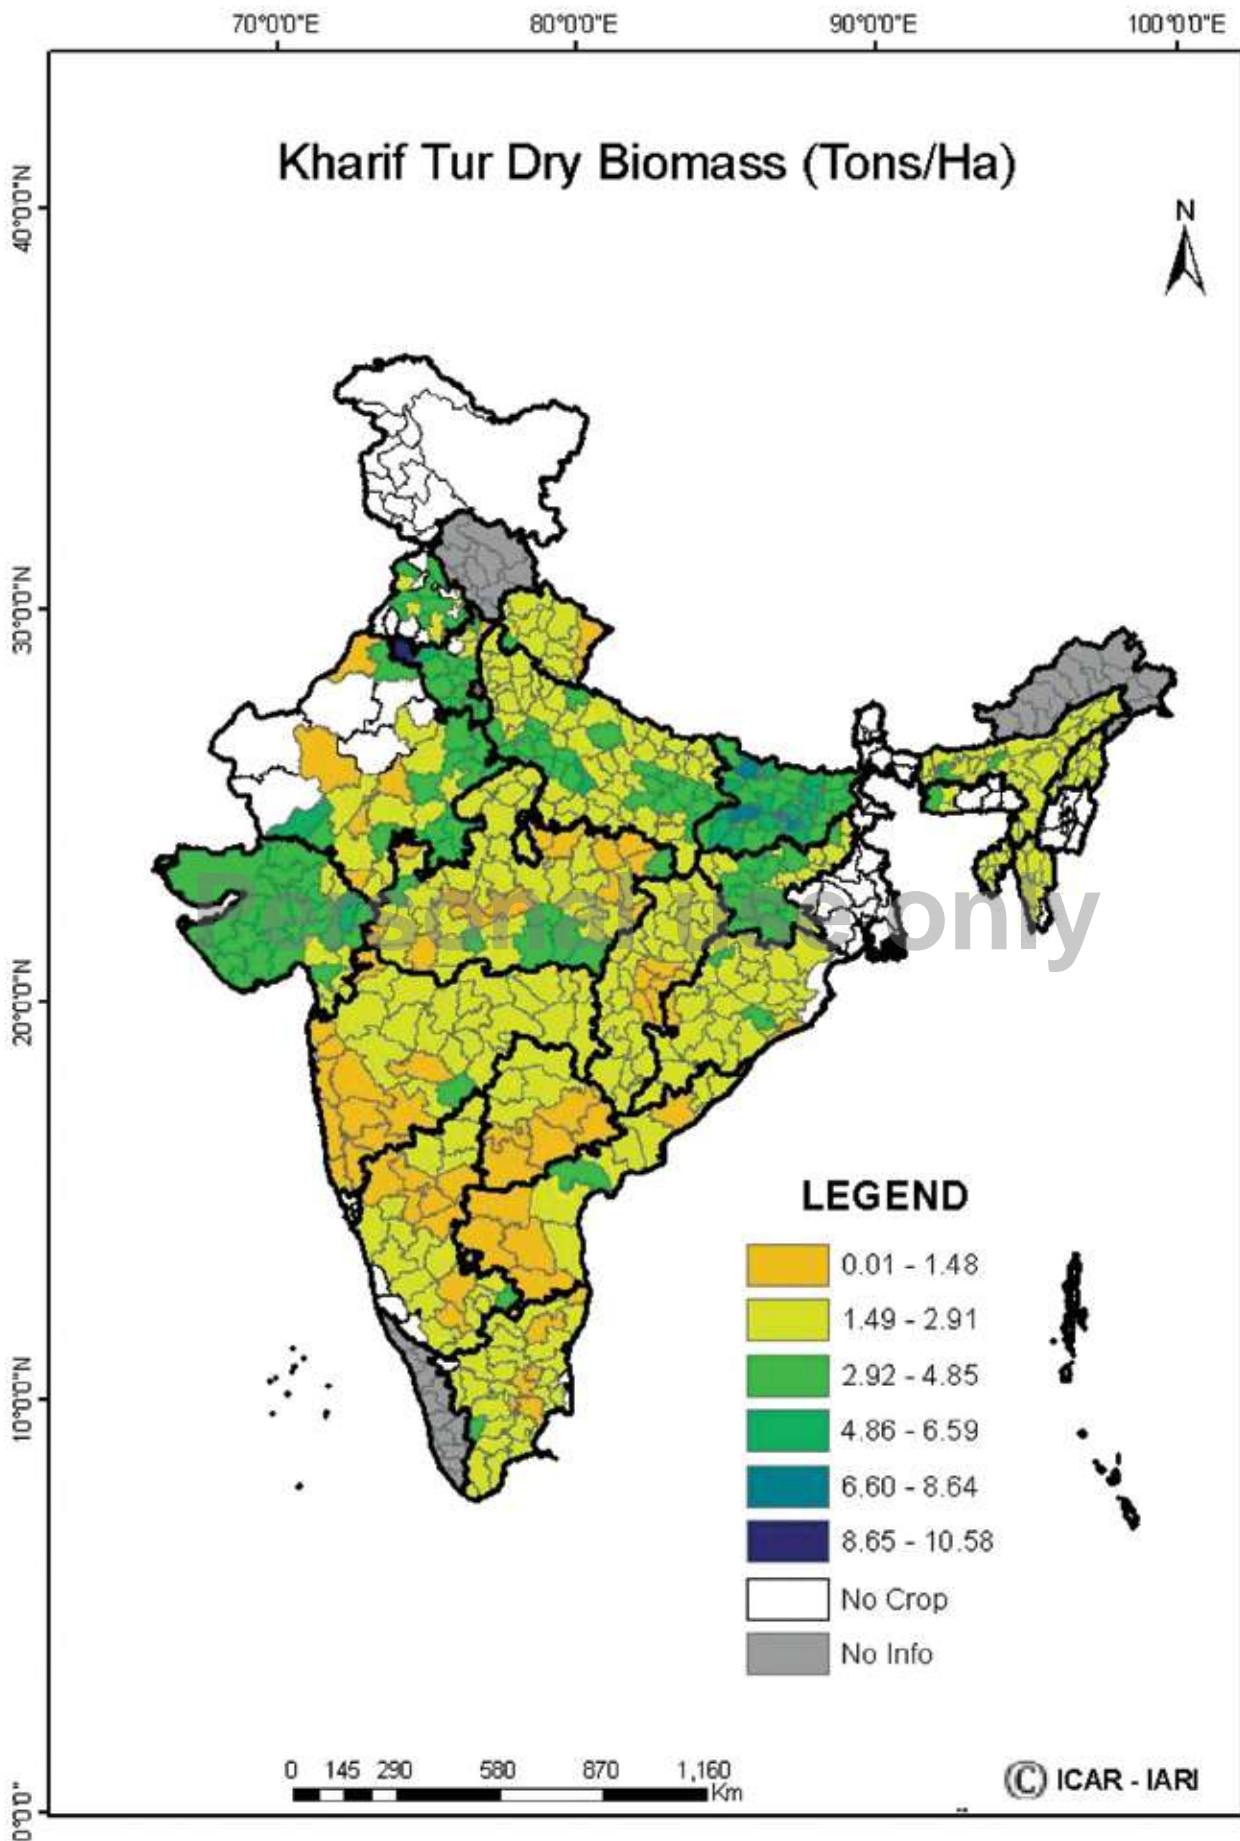 70°0'0"E 80°0'0"E 90°0'0"E 100°0'0"E
Kharif Tur Dry Biomass (Tons/Ha)
N
40°0'0"N
30°0'0"N
20°0'0"N
10°0'0"N
0°0'0"
Personal use only
LEGEND
0.01 - 1.48
1.49 - 2.91
2.92 - 4.85
4.86 - 6.59
6.60 - 8.64
8.65 - 10.58
No Crop
No Info
0 145 290 580 870 1,160
Km
© ICAR - IARI